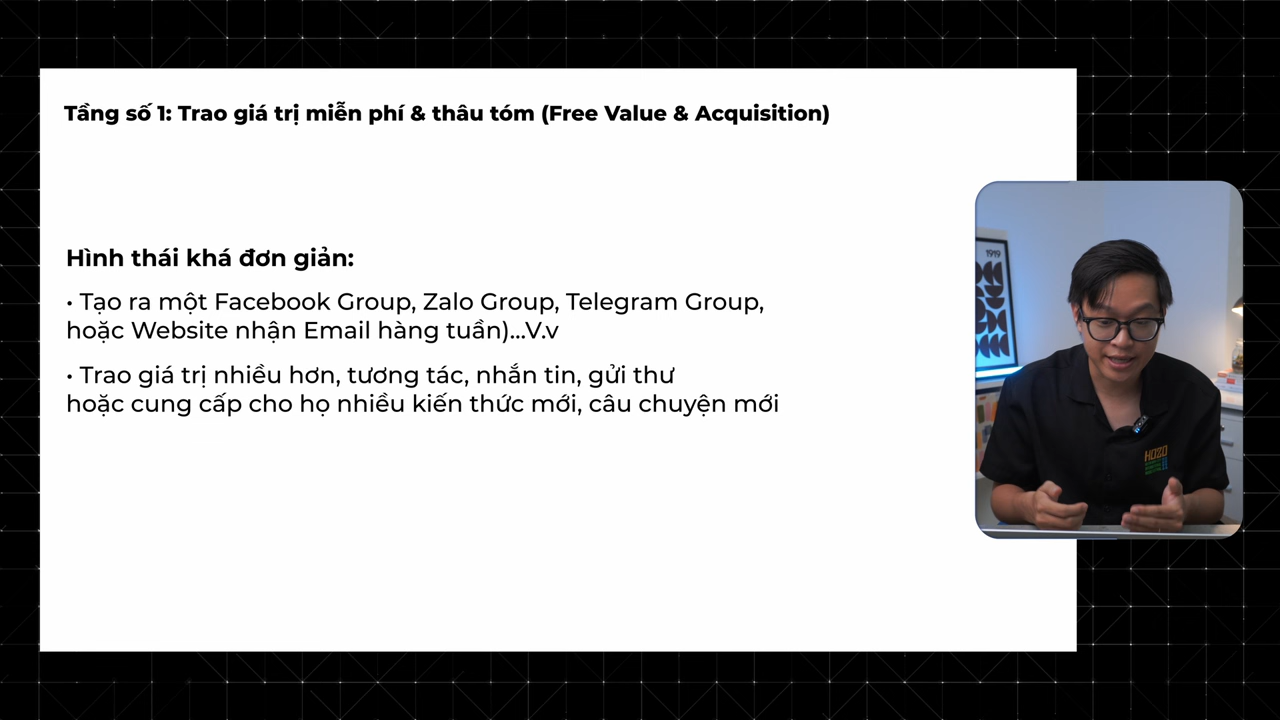 Tầng số 1: Trao giá trị miễn phí & thâu tóm (Free Value & Acquisition)
Hình thái khá đơn giản:
• Tạo ra một Facebook Group, Zalo Group, Telegram Group,
hoặc Website nhận Email hàng tuần)...V.v
• Trao giá trị nhiều hơn, tương tác, nhắn tin, gửi thư
hoặc cung cấp cho họ nhiều kiến thức mới, câu chuyện mới
1919
HOZO